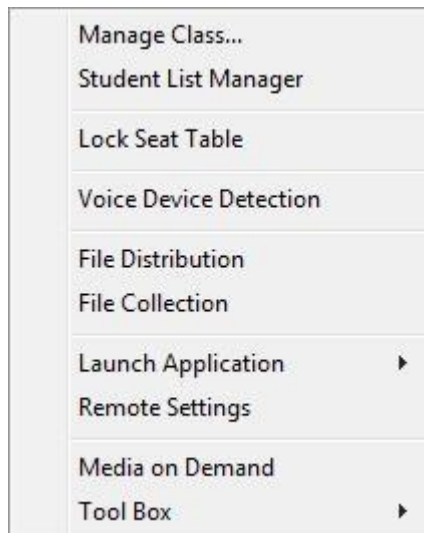 Manage Class...
Student List Manager
Lock Seat Table
Voice Device Detection
File Distribution
File Collection
Launch Application
Remote Settings
Media on Demand
Tool Box